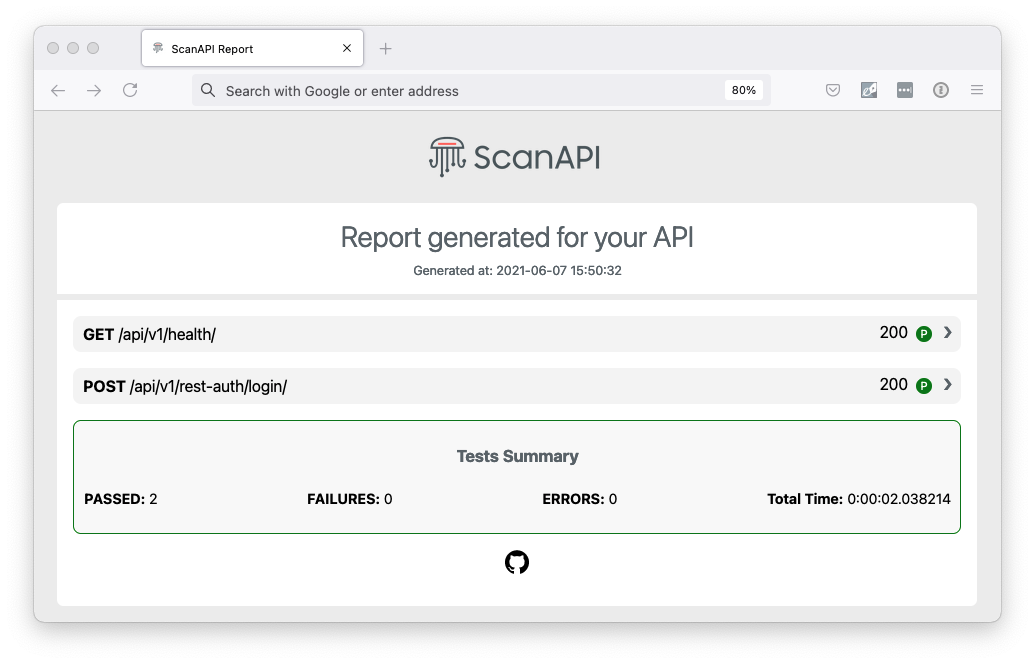 ScanAPI Report
Search with Google or enter address 80%
ScanAPI
Report generated for your API
Generated at: 2021-06-07 15:50:32
GET /api/v1/health/ 200 P
POST /api/v1/rest-auth/login/ 200 P
Tests Summary
PASSED: 2 FAILURES: 0 ERRORS: 0 Total Time: 0:00:02.038214